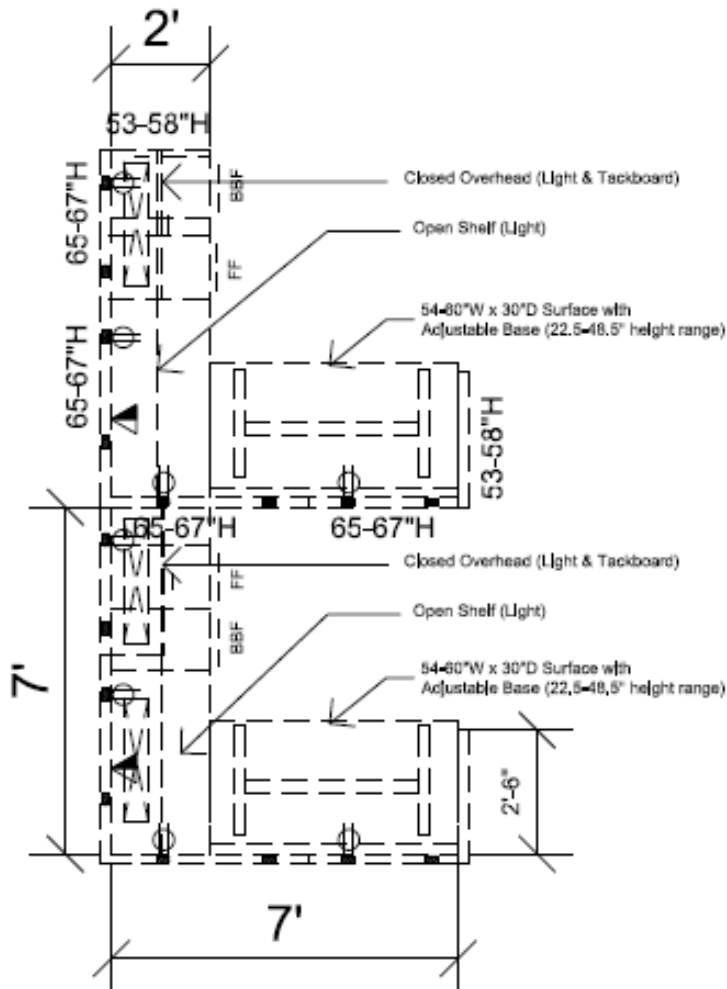 2'
53-58"H
65-67"H
BBF
Closed Overhead (Light & Tackboard)
Open Shelf (Light)
FF
54-60"W x 30"D Surface with
Adjustable Base (22.5-48.5" height range)
65-67"H
53-58"H
65-67"H
65-67"H
Closed Overhead (Light & Tackboard)
FF
Open Shelf (Light)
BBF
54-60"W x 30"D Surface with
Adjustable Base (22.5-48.5" height range)
7'
2'-6"
7'